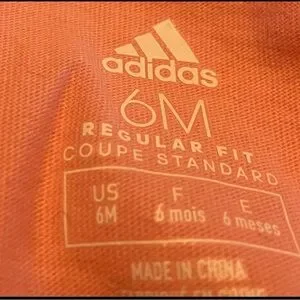 adidas
6M
REGULAR FIT
COUPE STANDARD
US F E
6M 6 mois 6 meses
MADE IN CHINA